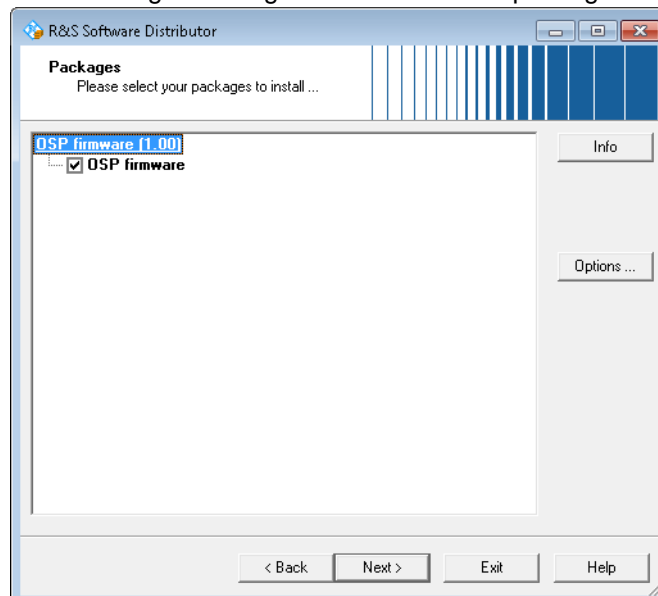 R&S Software Distributor
Packages
Please select your packages to install ...
OSP firmware (1.00)
OSP firmware
Info
Options ...
< Back
Next >
Exit
Help